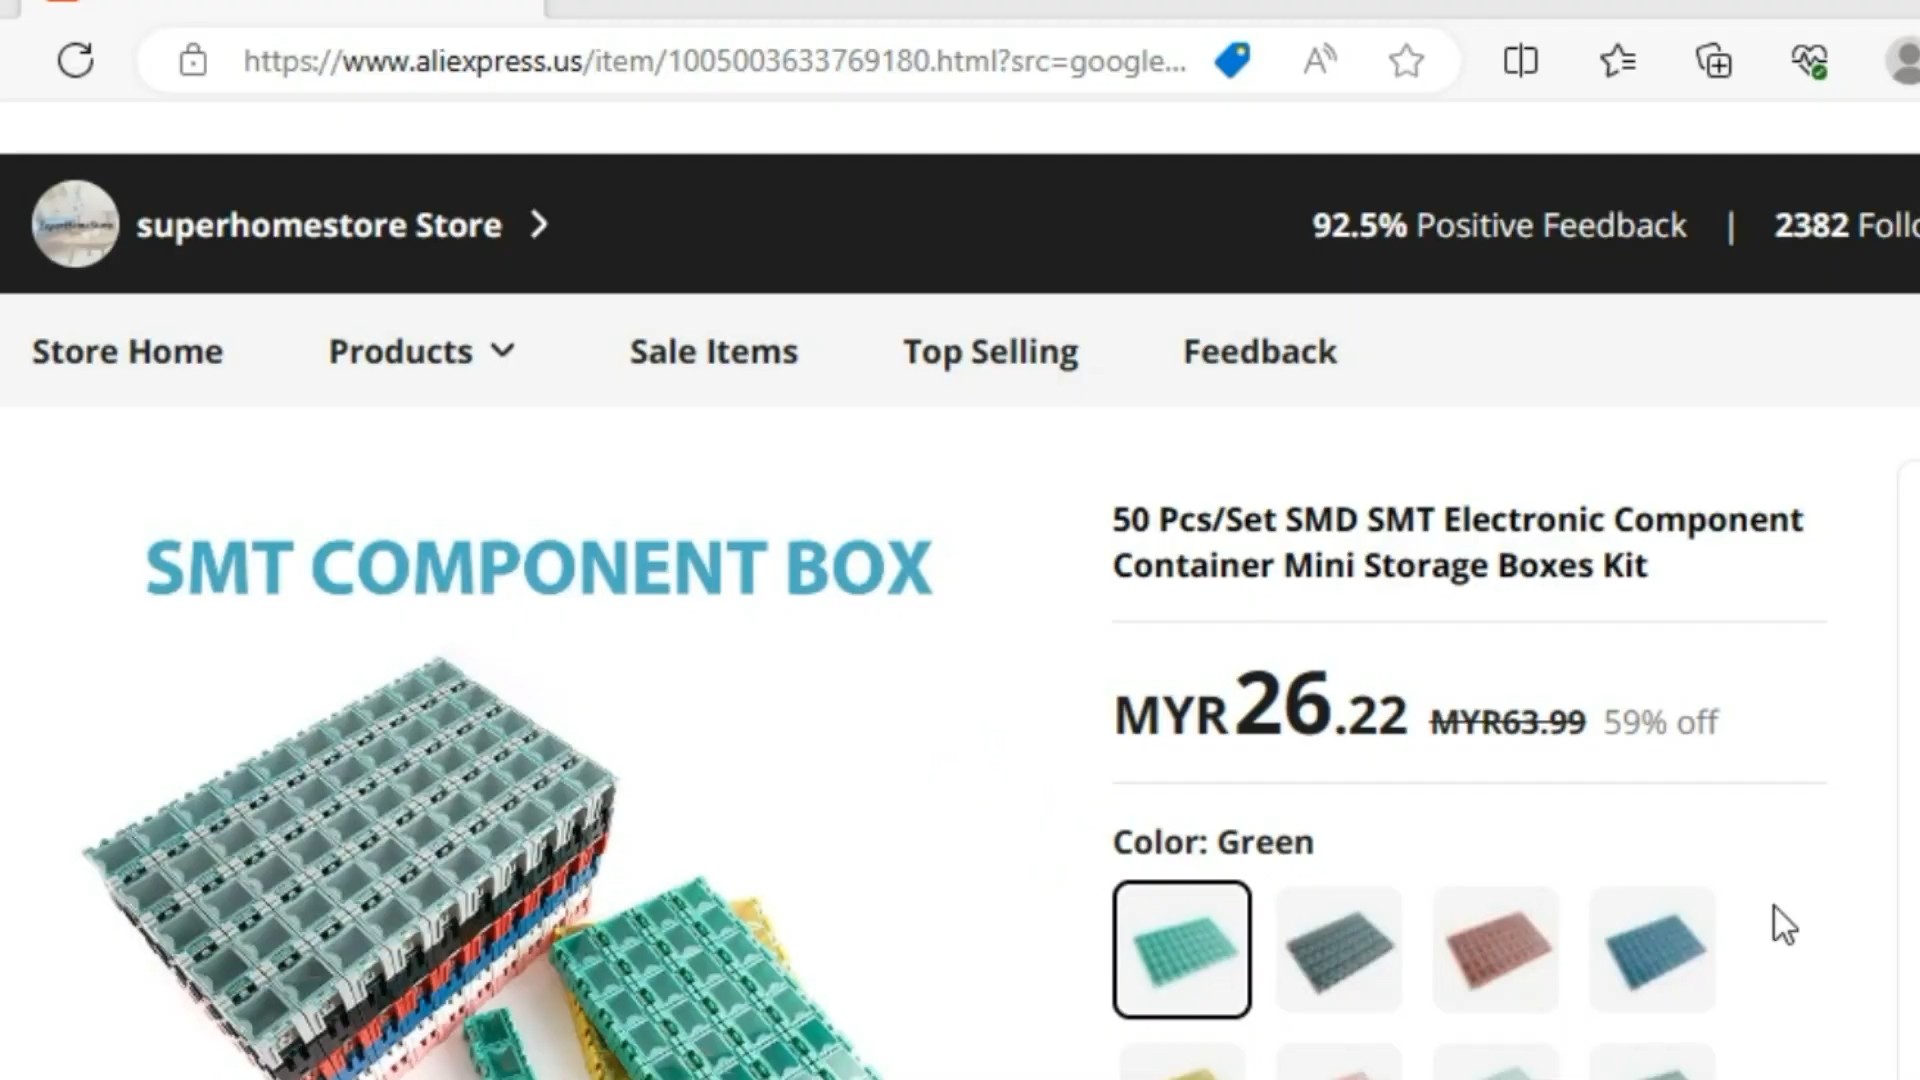 https://www.aliexpress.us/item/1005003633769180.html?src=google...
superhomestore Store
92.5% Positive Feedback | 2382 Follo
Store Home Products Sale Items Top Selling Feedback
SMT COMPONENT BOX
50 Pcs/Set SMD SMT Electronic Component
Container Mini Storage Boxes Kit
MYR26.22 MYR63.99 59% off
Color: Green